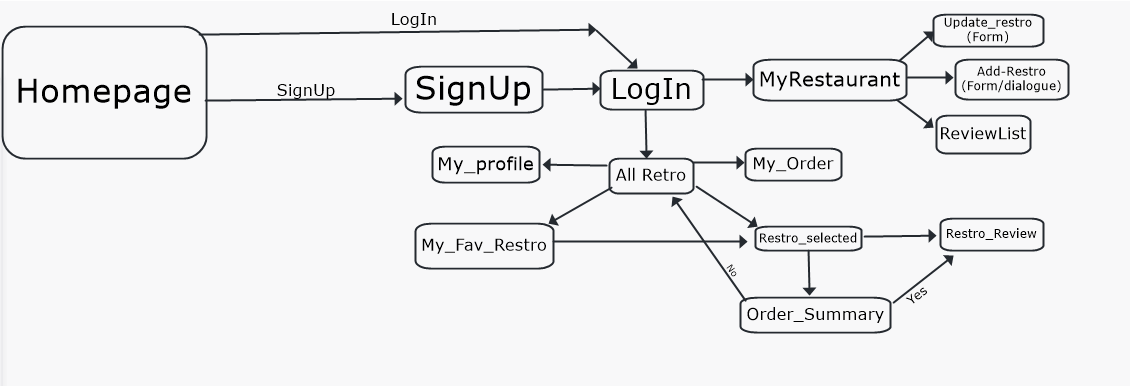 LogIn
Update_restro
(Form)
Homepage
SignUp
SignUp
LogIn
MyRestaurant
Add-Restro
(Form/dialogue)
ReviewList
My_profile
All Retro
My_Order
My_Fav_Restro
Restro_selected
Restro_Review
No
Yes
Order_Summary